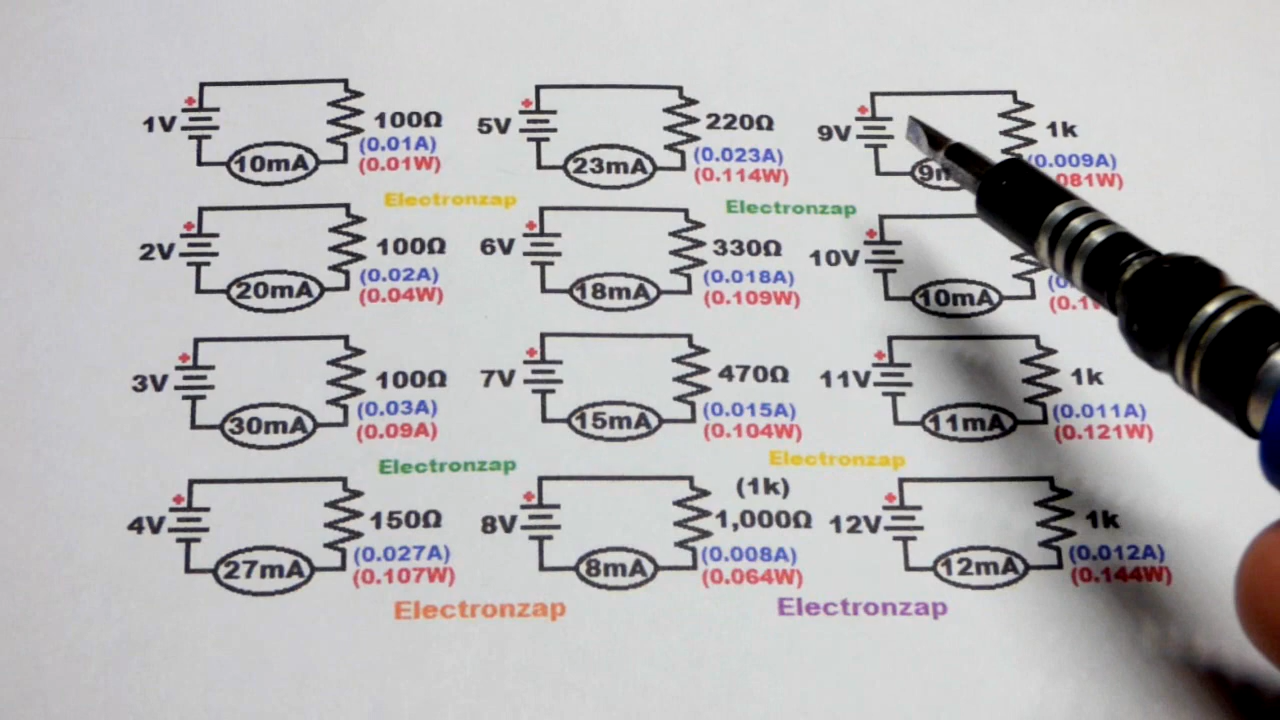 1V 100Ω
(0.01A)
10mA (0.01W)
5V 220Ω
(0.023A)
23mA (0.114W)
9V 1k
(0.009A)
Electronzap
Electronzap
2V 100Ω
(0.02A)
20mA (0.04W)
6V 330Ω
(0.018A)
18mA (0.109W)
10V
10mA
3V 100Ω
(0.03A)
30mA (0.09A)
7V 470Ω
(0.015A)
15mA (0.104W)
11V 1k
(0.011A)
11mA (0.121W)
Electronzap
Electronzap
4V 150Ω
(0.027A)
27mA (0.107W)
(1k)
8V 1,000Ω
(0.008A)
8mA (0.064W)
12V 1k
(0.012A)
12mA (0.144W)
Electronzap
Electronzap